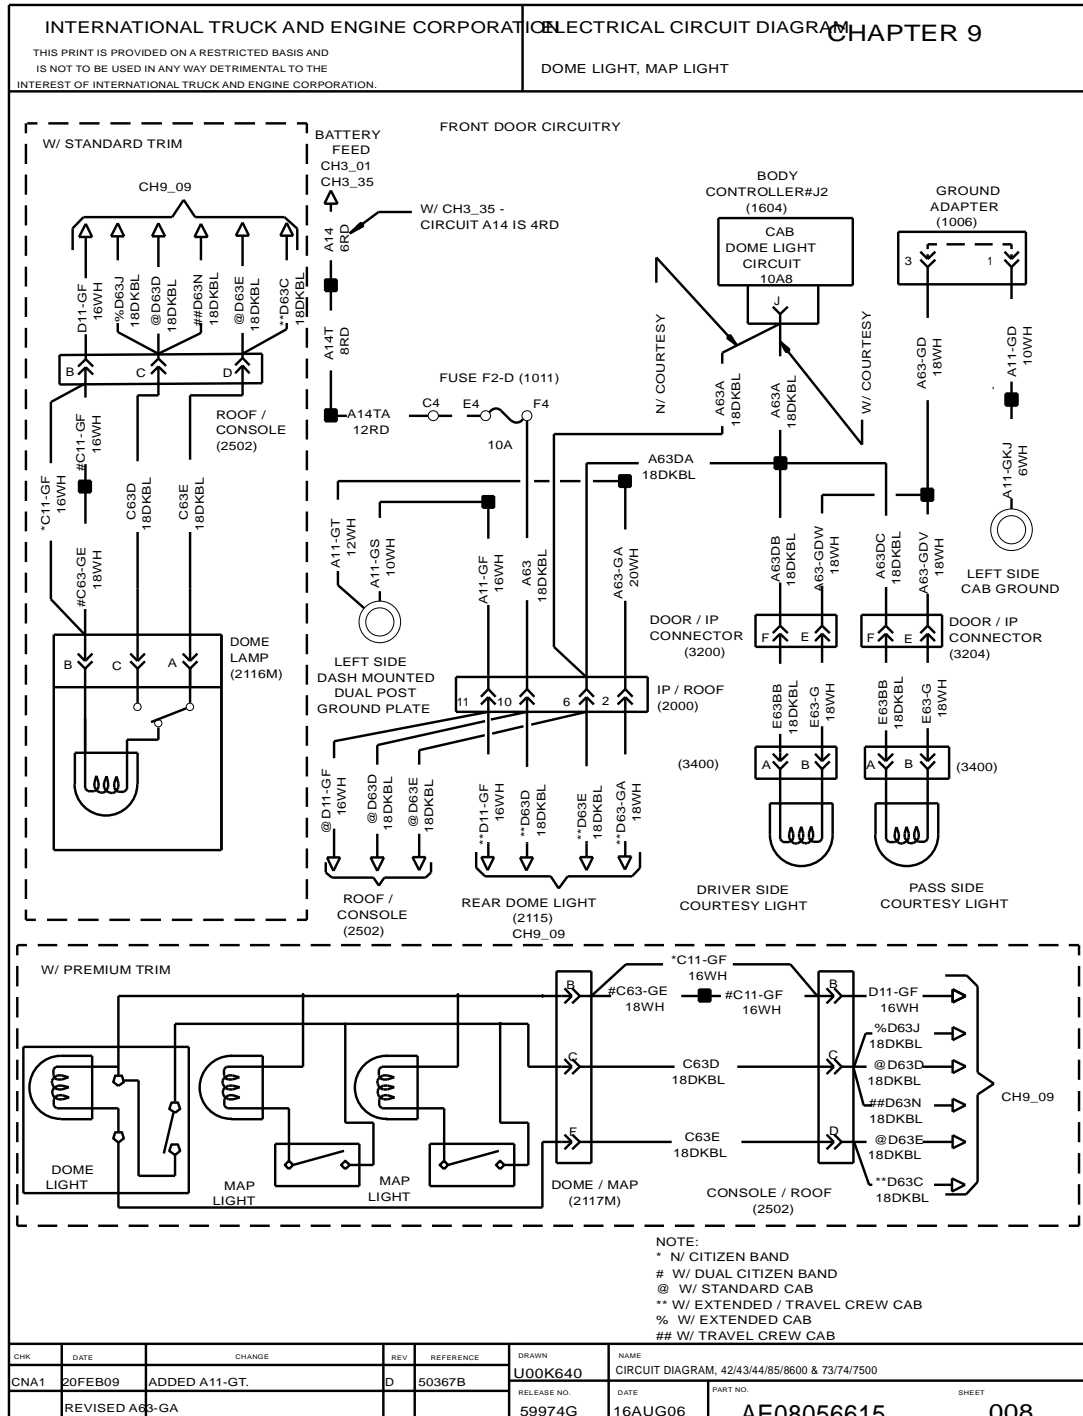 INTERNATIONAL TRUCK AND ENGINE CORPORATION
THIS PRINT IS PROVIDED ON A RESTRICTED BASIS AND
IS NOT TO BE USED IN ANY WAY DETRIMENTAL TO THE
INTEREST OF INTERNATIONAL TRUCK AND ENGINE CORPORATION.
ELECTRICAL CIRCUIT DIAGRAM
CHAPTER 9
DOME LIGHT, MAP LIGHT
W/ STANDARD TRIM
CH9_09
D11-GF
16WH
%D63J
18DKBL
@D63D
18DKBL
##D63N
18DKBL
@D63E
18DKBL
**D63C
18DKBL
B
C
D
ROOF /
CONSOLE
(2502)
*C11-GF
16WH
#C11-GF
16WH
#C63-GE
18WH
C63D
18DKBL
C63E
18DKBL
B
C
A
DOME
LAMP
(2116M)
BATTERY
FEED
CH3_01
CH3_35
FRONT DOOR CIRCUITRY
A14
6RD
W/ CH3_35 -
CIRCUIT A14 IS 4RD
A14T
8RD
A14TA
12RD
FUSE F2-D (1011)
C4
E4
F4
10A
BODY
CONTROLLER#J2
(1604)
CAB
DOME LIGHT
CIRCUIT
10A8
J
N/ COURTESY
W/ COURTESY
A63A
18DKBL
A63A
18DKBL
GROUND
ADAPTER
(1006)
3
1
A63-GD
18WH
A11-GD
10WH
A11-GKJ
6WH
LEFT SIDE
CAB GROUND
A63DA
18DKBL
A11-GT
12WH
A11-GS
10WH
A11-GF
16WH
A63
18DKBL
A63-GA
20WH
A63DB
18DKBL
A63-GDW
18WH
A63DC
18DKBL
A63-GDV
18WH
LEFT SIDE
DASH MOUNTED
DUAL POST
GROUND PLATE
DOOR / IP
CONNECTOR
(3200)
F
E
F
E
DOOR / IP
CONNECTOR
(3204)
11
10
6
2
IP / ROOF
(2000)
E63BB
18DKBL
E63-G
18WH
E63BB
18DKBL
E63-G
18WH
@D11-GF
16WH
@D63D
18DKBL
@D63E
18DKBL
**D11-GF
16WH
**D63D
18DKBL
**D63E
18DKBL
**D63-GA
18WH
(3400)
A
B
A
B
(3400)
ROOF /
CONSOLE
(2502)
REAR DOME LIGHT
(2115)
CH9_09
DRIVER SIDE
COURTESY LIGHT
PASS SIDE
COURTESY LIGHT
W/ PREMIUM TRIM
*C11-GF
16WH
B
#C63-GE
18WH
#C11-GF
16WH
B
D11-GF
16WH
%D63J
18DKBL
C
C63D
18DKBL
C
@D63D
18DKBL
##D63N
18DKBL
CH9_09
F
C63E
18DKBL
D
@D63E
18DKBL
**D63C
18DKBL
DOME
LIGHT
MAP
LIGHT
MAP
LIGHT
DOME / MAP
(2117M)
CONSOLE / ROOF
(2502)
NOTE:
* N/ CITIZEN BAND
# W/ DUAL CITIZEN BAND
@ W/ STANDARD CAB
** W/ EXTENDED / TRAVEL CREW CAB
% W/ EXTENDED CAB
## W/ TRAVEL CREW CAB
CHK DATE CHANGE REV REFERENCE
CNA1 20FEB09 ADDED A11-GT. D 50367B
REVISED A63-GA
DRAWN
U00K640
NAME
CIRCUIT DIAGRAM, 42/43/44/85/8600 & 73/74/7500
RELEASE NO.
59974G
DATE
16AUG06
PART NO.
AE08056615
SHEET
008